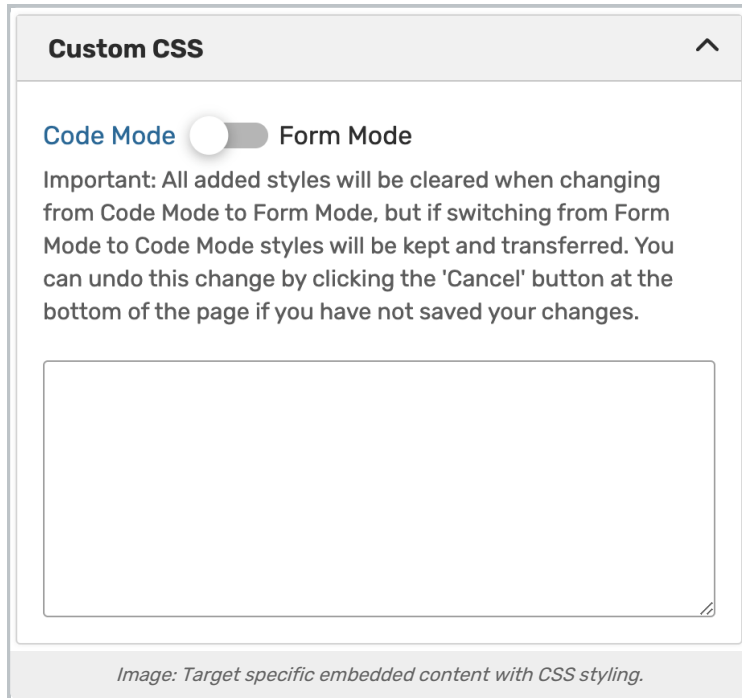 Custom CSS
Code Mode Form Mode
Important: All added styles will be cleared when changing
from Code Mode to Form Mode, but if switching from Form
Mode to Code Mode styles will be kept and transferred. You
can undo this change by clicking the 'Cancel' button at the
bottom of the page if you have not saved your changes.
Image: Target specific embedded content with CSS styling.